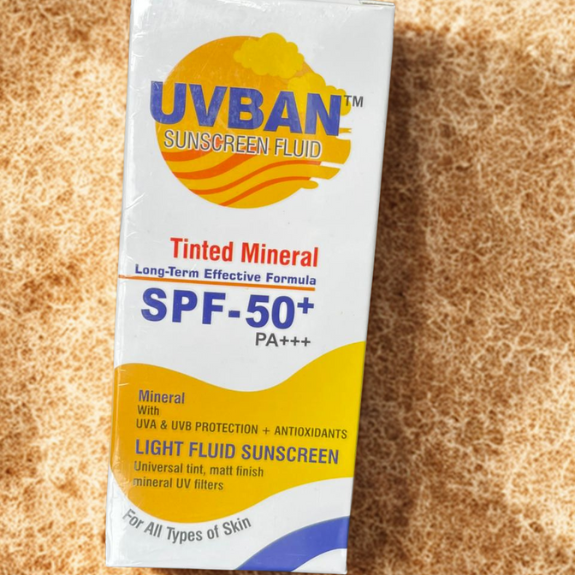 UVBAN™
SUNSCREEN FLUID
Tinted Mineral
Long-Term Effective Formula
SPF-50+
PA+++
Mineral
With
UVA & UVB PROTECTION + ANTIOXIDANTS
LIGHT FLUID SUNSCREEN
Universal tint, matt finish
mineral UV filters
For All Types of Skin